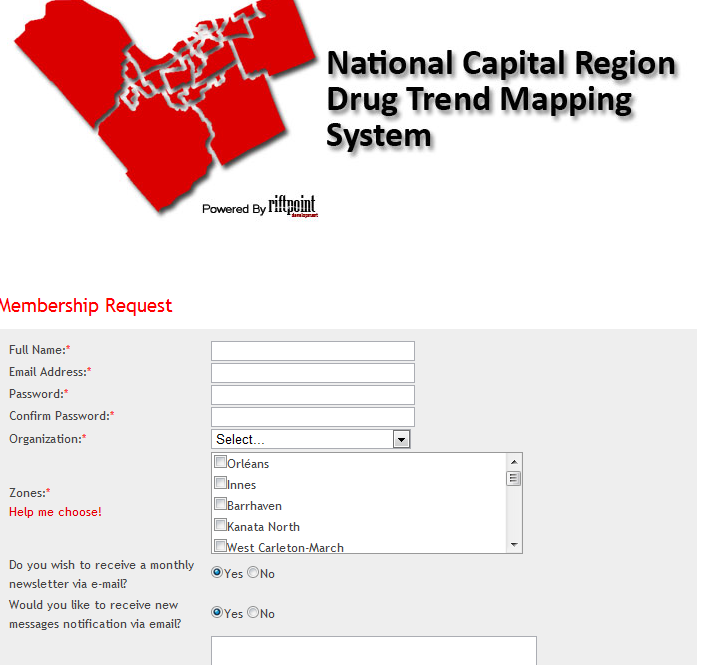 National Capital Region
Drug Trend Mapping
System
Powered By riftpoint
development
Membership Request
Full Name:*
Email Address:*
Password:*
Confirm Password:*
Organization:* Select...
Zones:*
Help me choose!
Orléans
Innes
Barrhaven
Kanata North
West Carleton-March
Do you wish to receive a monthly
newsletter via e-mail? Yes No
Would you like to receive new
messages notification via email? Yes No